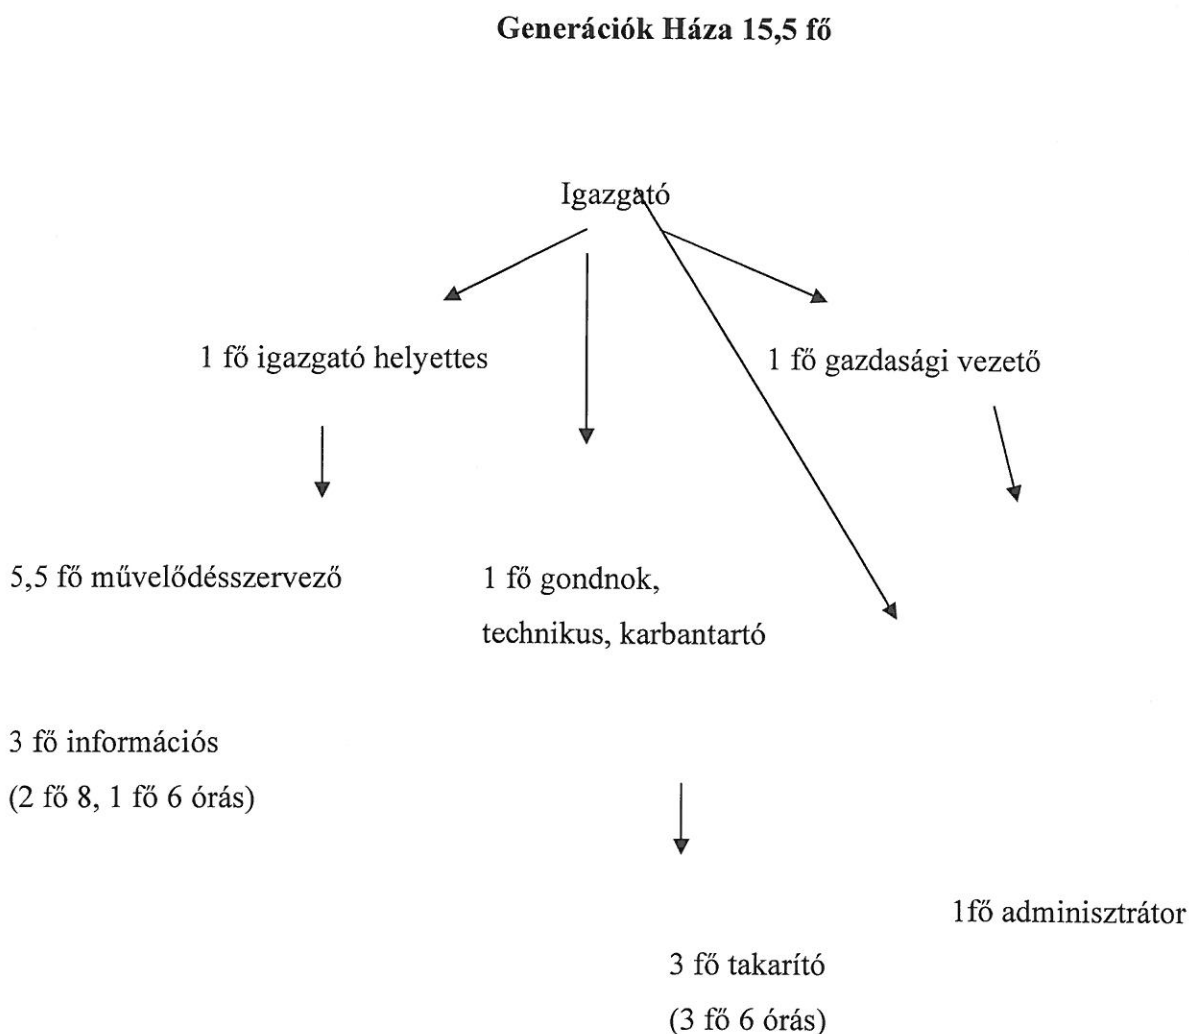 Generációk Háza 15,5 fő
Igazgató
1 fő igazgató helyettes
1 fő gazdasági vezető
5,5 fő művelődésszervező
1 fő gondnok,
technikus, karbantartó
3 fő információs
(2 fő 8, 1 fő 6 órás)
1fő adminisztrátor
3 fő takarító
(3 fő 6 órás)